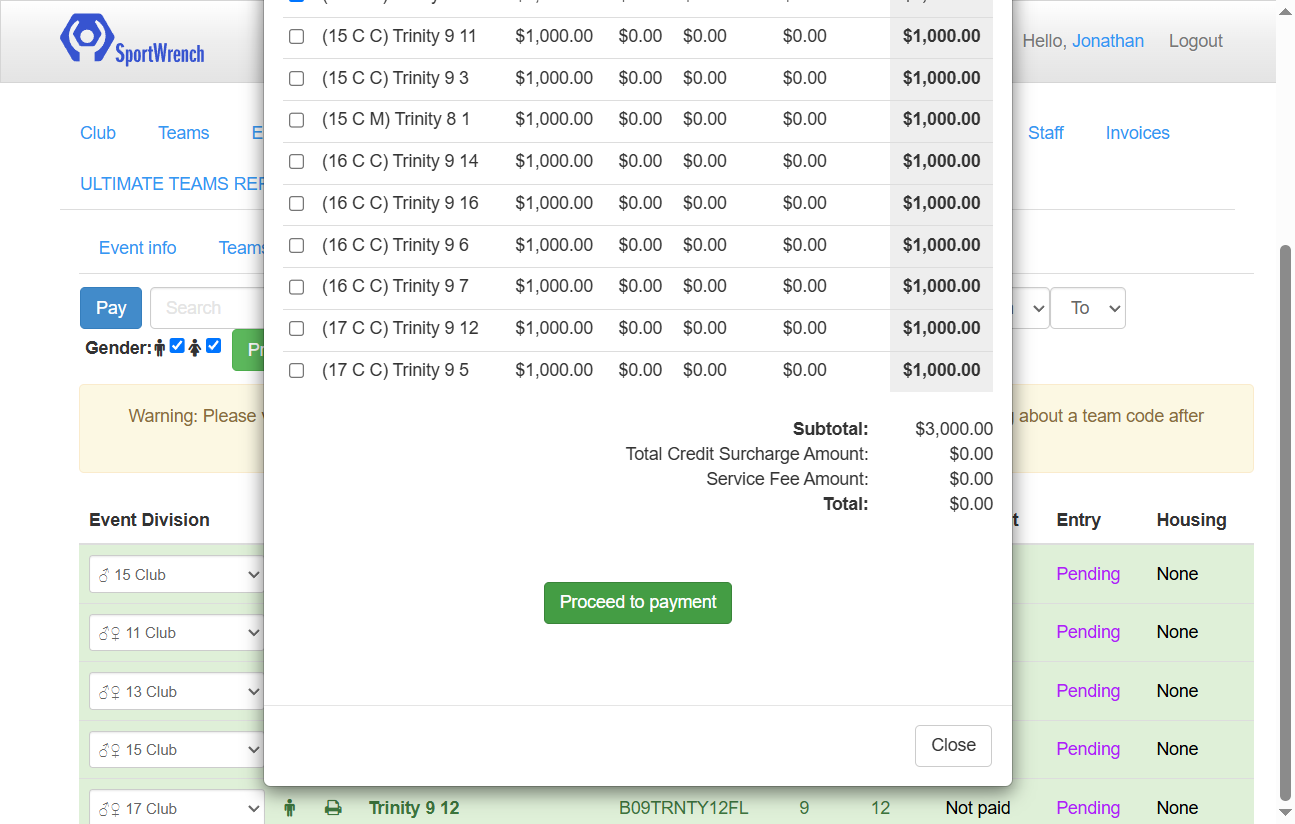 SportWrench
Hello, Jonathan
Logout
Club
Teams
Staff
Invoices
ULTIMATE TEAMS
Event info
Teams
Pay
Search
To
Gender:
Warning: Please
about a team code after
(15 C C) Trinity 9 11 $1,000.00 $0.00 $0.00 $0.00 $1,000.00
(15 C C) Trinity 9 3 $1,000.00 $0.00 $0.00 $0.00 $1,000.00
(15 C M) Trinity 8 1 $1,000.00 $0.00 $0.00 $0.00 $1,000.00
(16 C C) Trinity 9 14 $1,000.00 $0.00 $0.00 $0.00 $1,000.00
(16 C C) Trinity 9 16 $1,000.00 $0.00 $0.00 $0.00 $1,000.00
(16 C C) Trinity 9 6 $1,000.00 $0.00 $0.00 $0.00 $1,000.00
(16 C C) Trinity 9 7 $1,000.00 $0.00 $0.00 $0.00 $1,000.00
(17 C C) Trinity 9 12 $1,000.00 $0.00 $0.00 $0.00 $1,000.00
(17 C C) Trinity 9 5 $1,000.00 $0.00 $0.00 $0.00 $1,000.00
Subtotal: $3,000.00
Total Credit Surcharge Amount: $0.00
Service Fee Amount: $0.00
Total: $0.00
Proceed to payment
Close
Event Division Entry Housing
♂ 15 Club Pending None
♂♀ 11 Club Pending None
♂♀ 13 Club Pending None
♂♀ 15 Club Pending None
♂♀ 17 Club Trinity 9 12 B09TRNTY12FL 9 12 Not paid Pending None